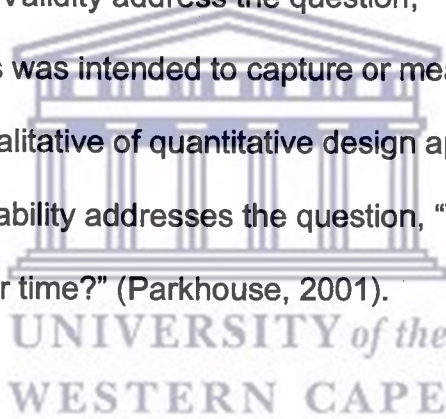 validity address the question,
s was intended to capture or mea
alitative of quantitative design a
ability addresses the question, “
r time?” (Parkhouse, 2001).
UNIVERSITY of the
WESTERN CAPE